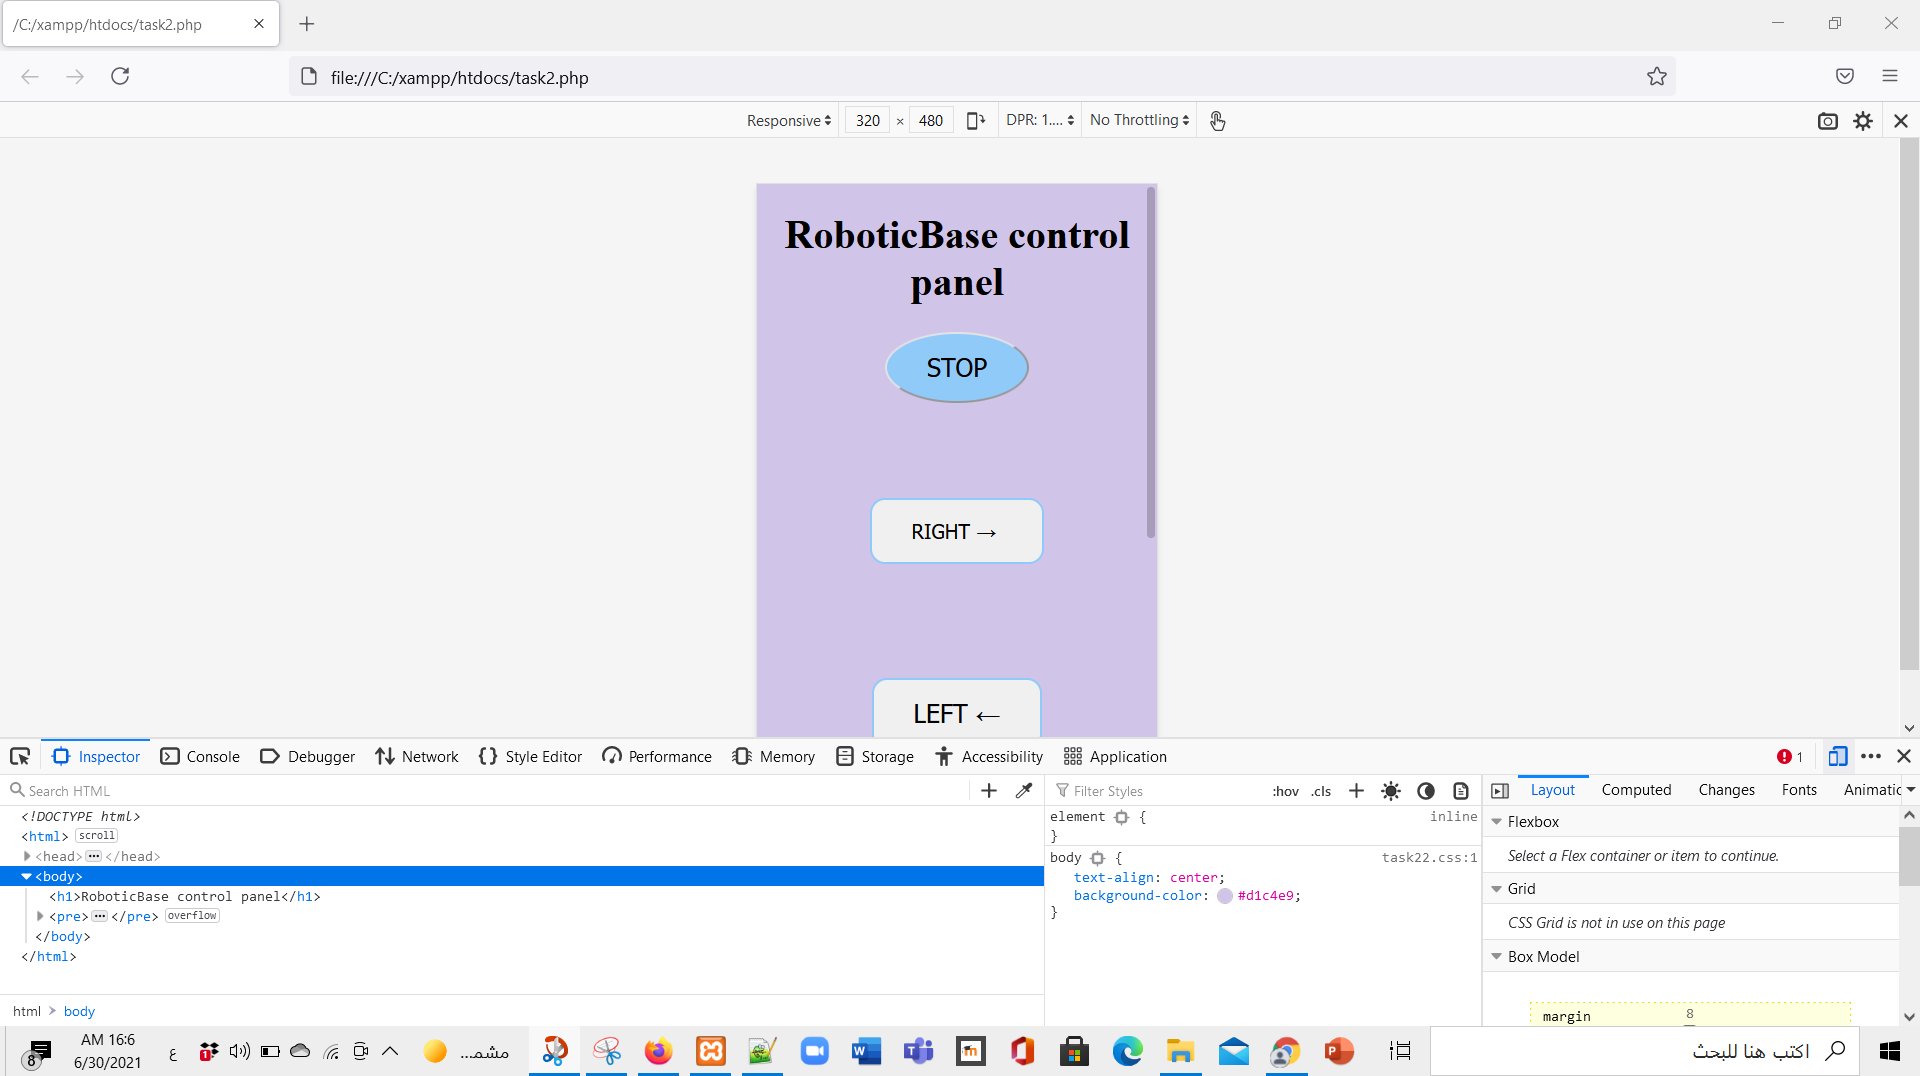 /C:/xampp/htdocs/task2.php
file:///C:/xampp/htdocs/task2.php
Responsive 320 × 480 DPR: 1.... No Throttling
RoboticBase control
panel
STOP
RIGHT →
LEFT ←
Inspector Console Debugger Network Style Editor Performance Memory Storage Accessibility Application 1
Search HTML
<!DOCTYPE html>
<html> scroll
<head> ••• </head>
<body>
<h1>RoboticBase control panel</h1>
<pre> ••• </pre> overflow
</body>
</html>
html > body
Filter Styles :hov .cls
element { inline
}
body { task22.css:1
text-align: center;
background-color: #d1c4e9;
}
Layout Computed Changes Fonts Animatic
Flexbox
Select a Flex container or item to continue.
Grid
CSS Grid is not in use on this page
Box Model
margin 8
8 AM 16:6
6/30/2021
ع
1
مشمـ...
اكتب هنا للبحث